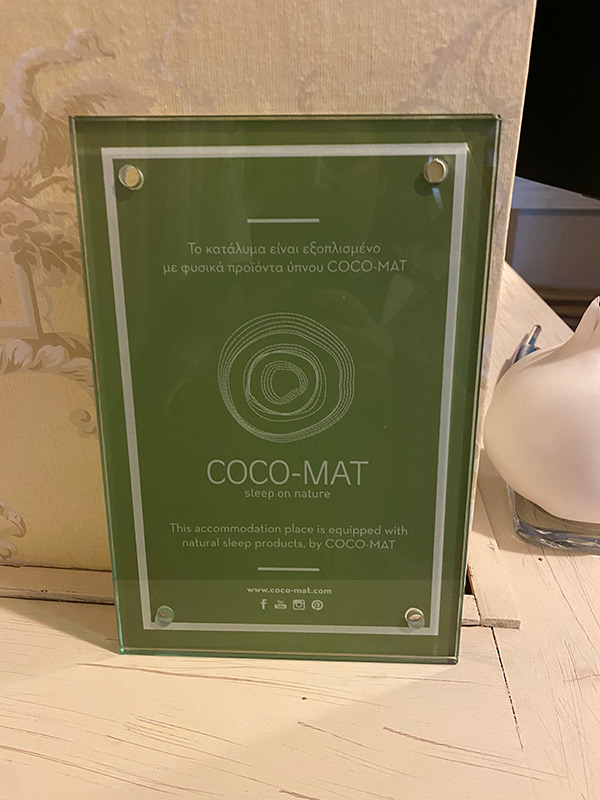 Το κατάλυμα είναι εξοπλισμένο
με φυσικά προϊόντα ύπνου COCO-MAT
COCO-MAT
sleep on nature
This accommodation place is equipped with
natural sleep products, by COCO-MAT
www.coco-mat.com